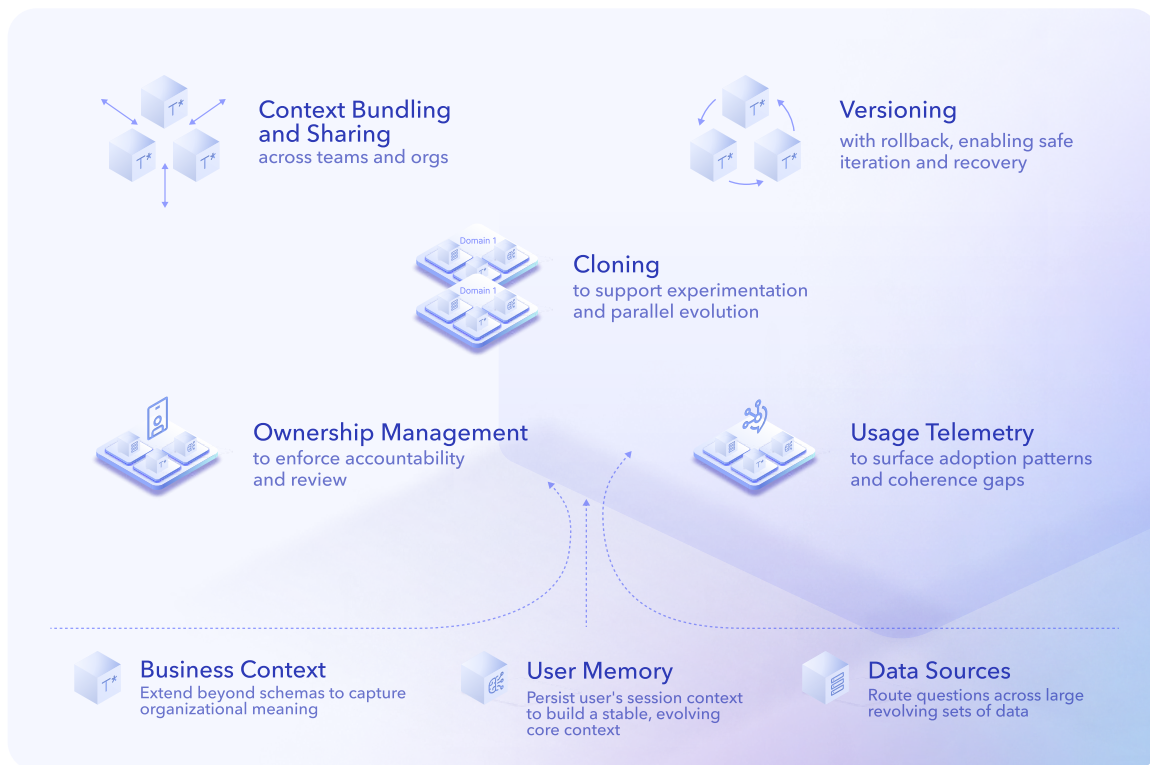 Context Bundling
and Sharing
across teams and orgs
T*
T*
T*
Versioning
with rollback, enabling safe
iteration and recovery
T*
T*
T*
Domain 1
T*
Domain 1
T*
Cloning
to support experimentation
and parallel evolution
Ownership Management
to enforce accountability
and review
T*
Usage Telemetry
to surface adoption patterns
and coherence gaps
T*
T*
Business Context
Extend beyond schemas to capture
organizational meaning
User Memory
Persist user's session context
to build a stable, evolving
core context
Data Sources
Route questions across large
revolving sets of data